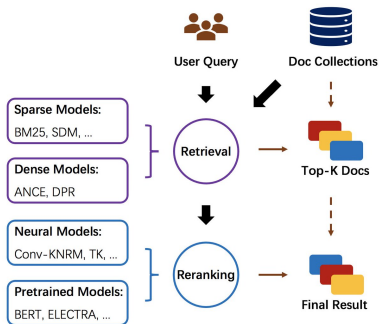 User Query
Doc Collections
Sparse Models:
BM25, SDM, ...
Dense Models:
ANCE, DPR
Retrieval
Top-K Docs
Neural Models:
Conv-KNRM, TK, ...
Pretrained Models:
BERT, ELECTRA, ...
Reranking
Final Result